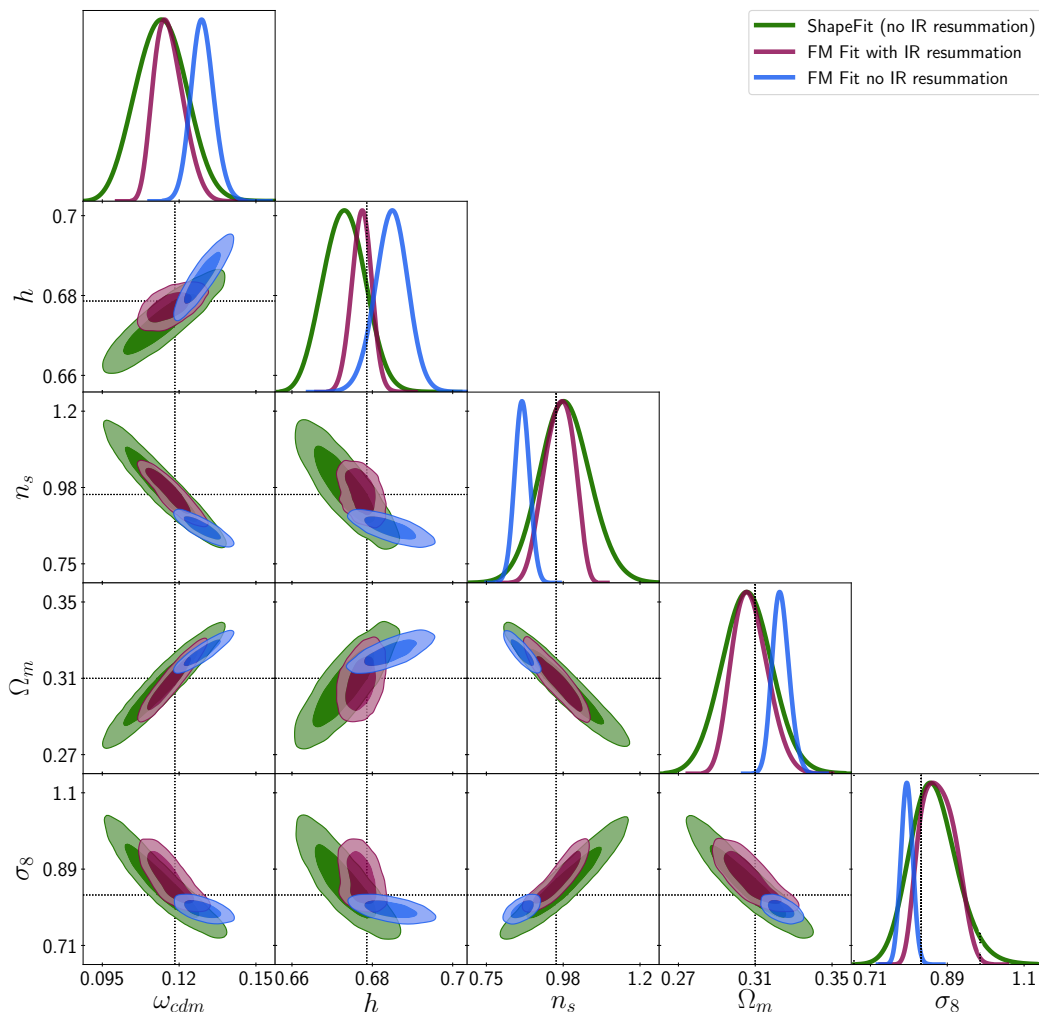 ShapeFit (no IR resummation)
FM Fit with IR resummation
FM Fit no IR resummation
0.7
0.68
0.66
h
1.2
0.98
0.75
n_s
0.35
0.31
0.27
Ω_m
1.1
0.89
0.71
σ_8
0.095 0.12 0.15
ω_cdm
0.66 0.68 0.7
h
0.75 0.98 1.2
n_s
0.27 0.31 0.35
Ω_m
0.71 0.89 1.1
σ_8